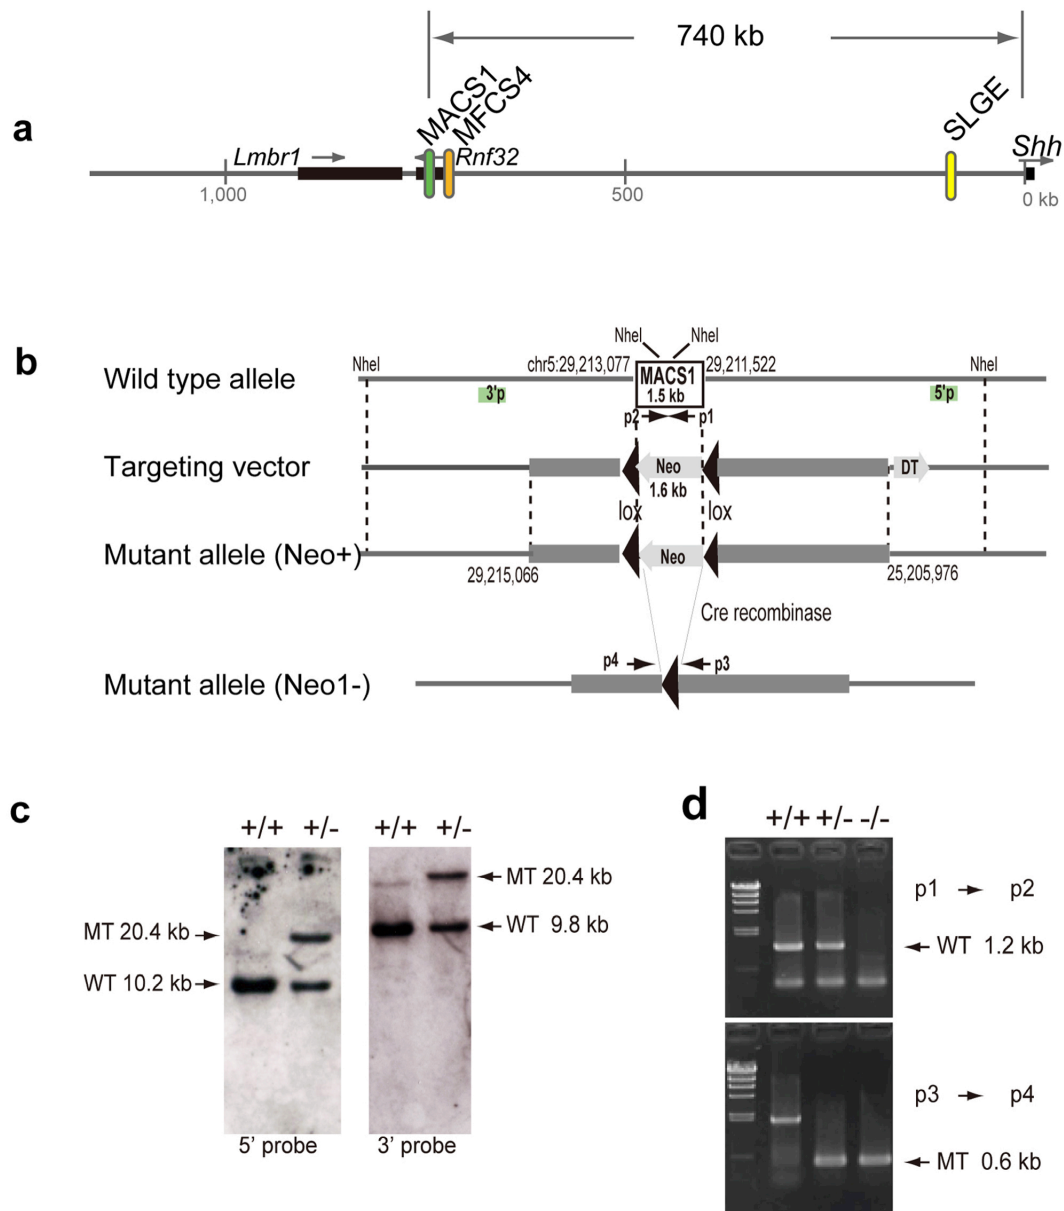 740 kb
a
MACS1
MFCS4
SLGE
Lmbr1
Rnf32
Shh
1,000
500
0 kb
b
NheI NheI
Wild type allele
NheI
chr5:29,213,077
29,211,522
NheI
MACS1
1.5 kb
3'p
5'p
p2 p1
Targeting vector
Neo
DT
1.6 kb
lox lox
Mutant allele (Neo+)
Neo
29,215,066
25,205,976
Cre recombinase
p4 p3
Mutant allele (Neo1-)
c
+/+ +/-
+/+ +/-
MT 20.4 kb
WT 10.2 kb
MT 20.4 kb
WT 9.8 kb
5' probe
3' probe
d
+/+ +/- -/-
p1 → p2
WT 1.2 kb
p3 → p4
MT 0.6 kb